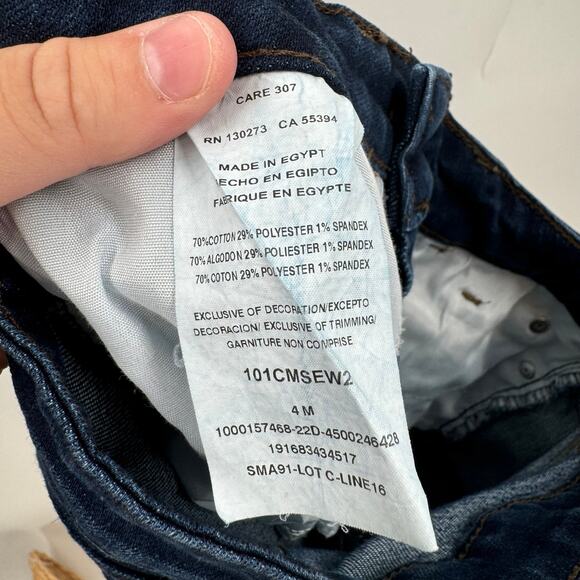 CARE 307
RN 130273 CA 55394
MADE IN EGYPT
ECHO EN EGIPTO
FABRIQUE EN EGYPTE
70%COTTON 29% POLYESTER 1% SPANDEX
70% ALGODON 29% POLIESTER 1% SPANDEX
70% COTON 29% POLYESTER 1% SPANDEX
EXCLUSIVE OF DECORATION/EXCEPTO
DECORACION/ EXCLUSIVE OF TRIMMING/
GARNITURE NON COMPRISE
101CMSEW2
4 M
1000157468-22D-4500246428
191683434517
SMA91-LOT C-LINE16